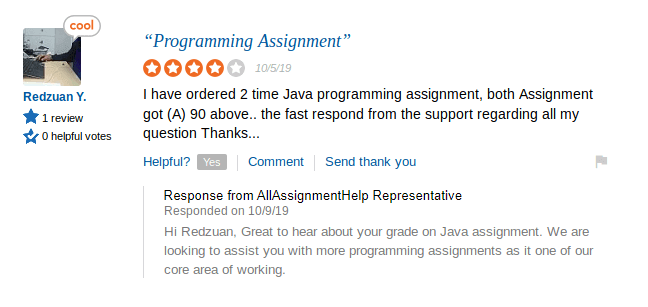 cool
Redzuan Y.
1 review
0 helpful votes
“Programming Assignment”
10/5/19
I have ordered 2 time Java programming assignment, both Assignment
got (A) 90 above.. the fast respond from the support regarding all my
question Thanks...
Helpful? Yes Comment Send thank you
Response from AllAssignmentHelp Representative
Responded on 10/9/19
Hi Redzuan, Great to hear about your grade on Java assignment. We are
looking to assist you with more programming assignments as it one of our
core area of working.